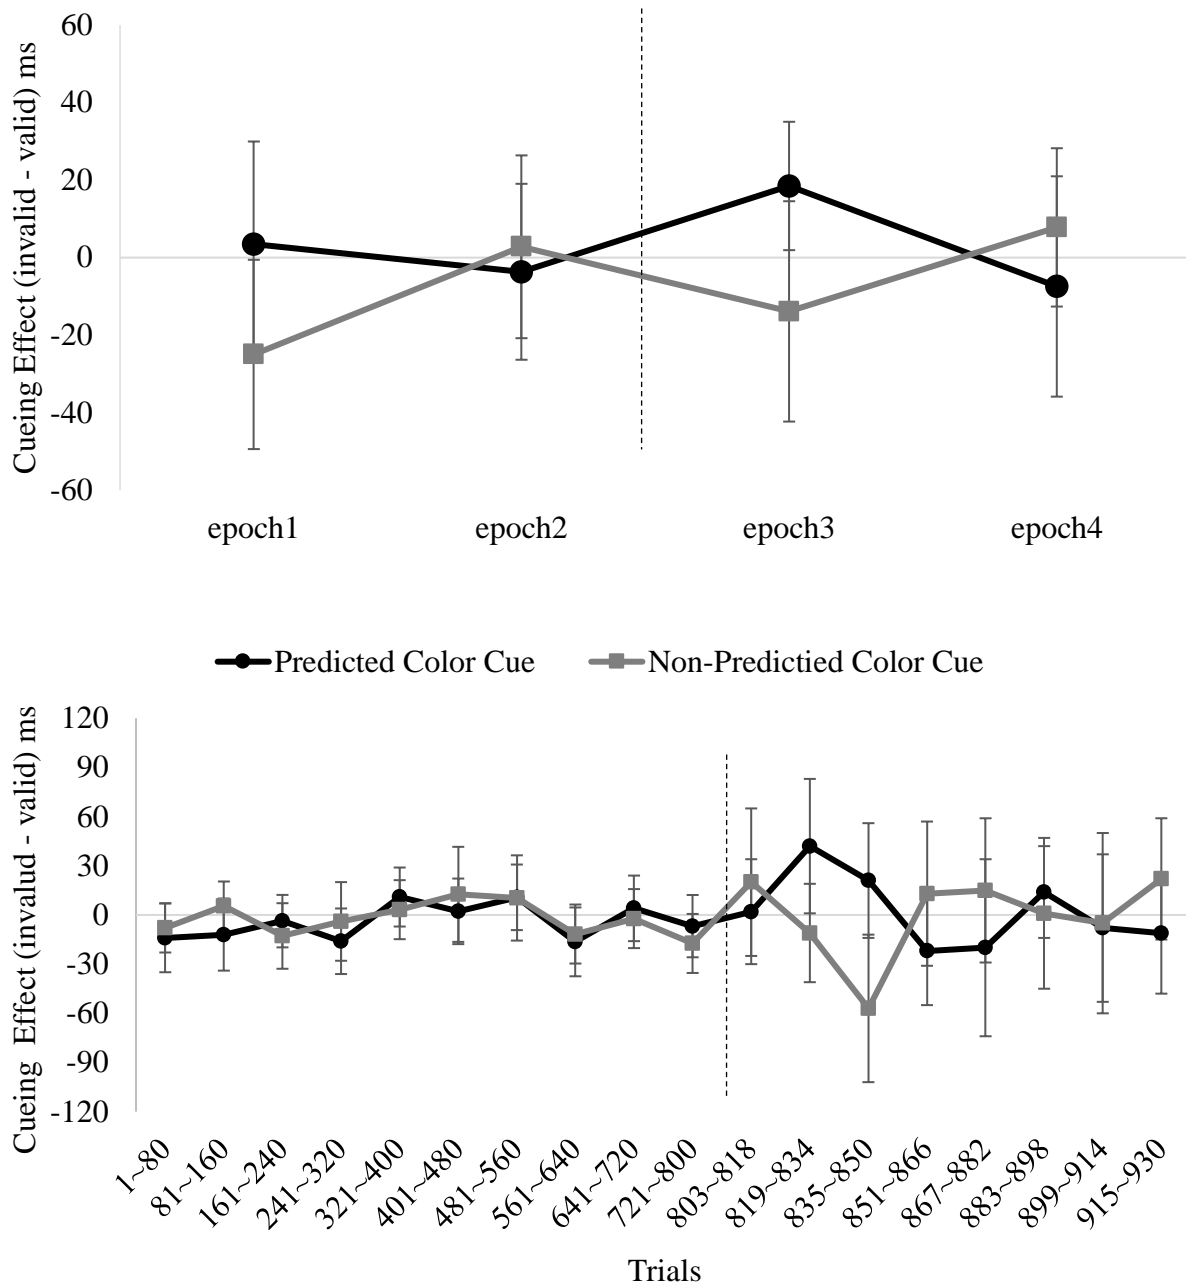 Cueing Effect (invalid - valid) ms
60
40
20
0
-20
-40
-60
epoch1 epoch2 epoch3 epoch4
Predicted Color Cue Non-Predictied Color Cue
Cueing Effect (invalud - valid) ms
120
90
60
30
0
-30
-60
-90
-120
1~80 81~160 161~240 241~320 321~400 401~480 481~560 561~640 641~720 721~800 803~818 819~834 835~850 851~866 867~882 883~898 899~914 915~930
Trials